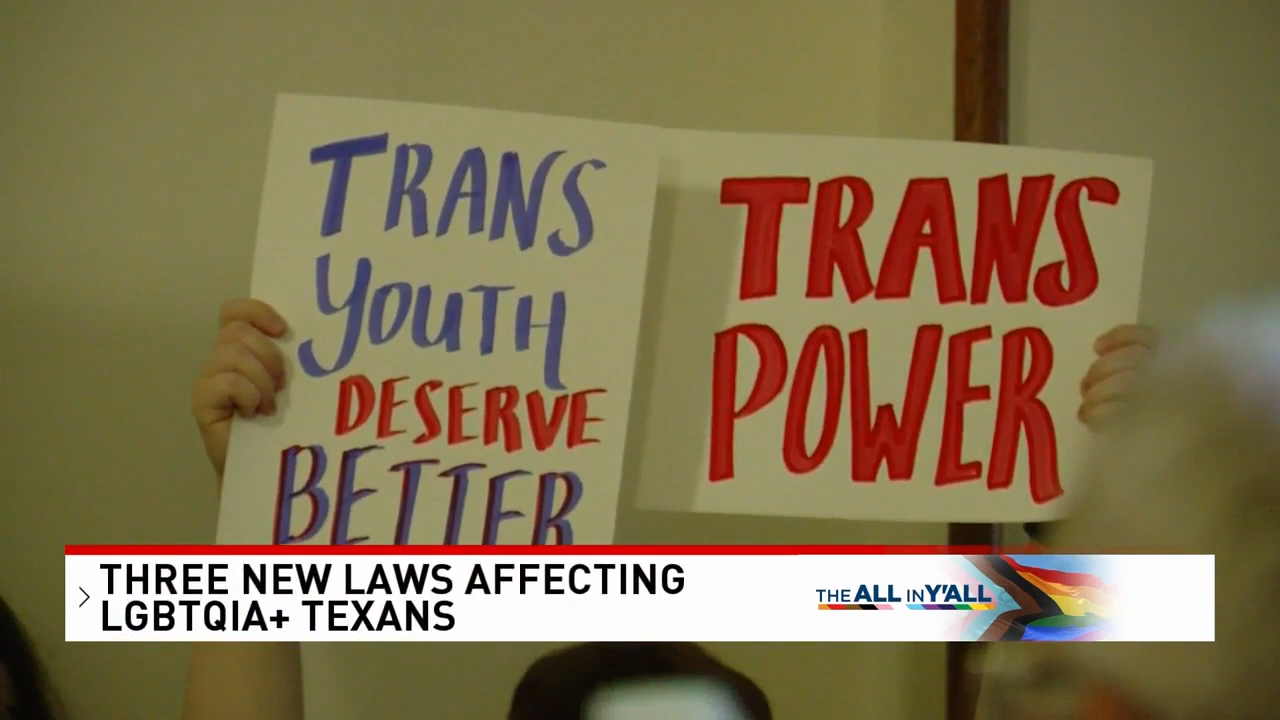 TRANS
YOUTH
DESERVE
BETTER
TRANS
POWER
THREE NEW LAWS AFFECTING
LGBTQIA+ TEXANS
THE ALL IN Y'ALL